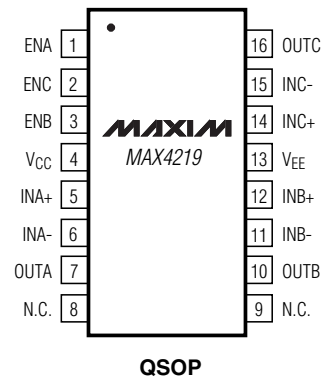 ENA 1 16 OUTC
ENC 2 15 INC-
ENB 3 MAXIM 14 INC+
VCC 4 MAX4219 13 VEE
INA+ 5 12 INB+
INA- 6 11 INB-
OUTA 7 10 OUTB
N.C. 8 9 N.C.
QSOP